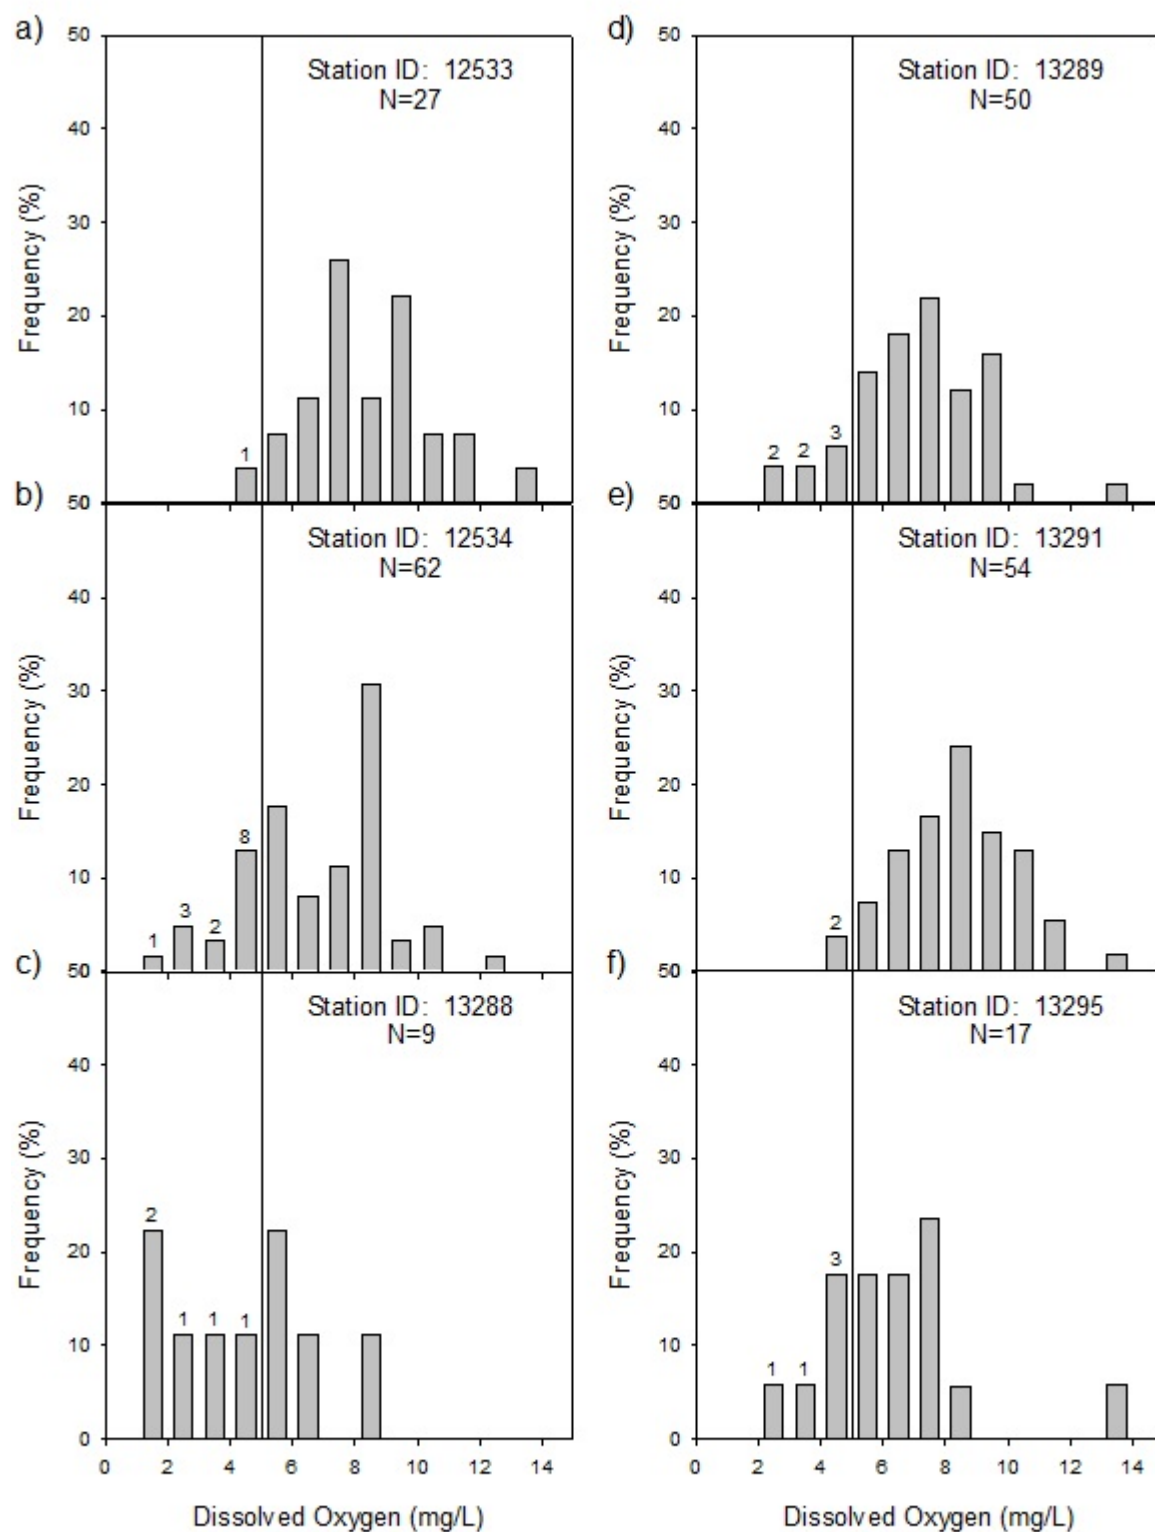 a)
50
40
30
20
10
Frequency (%)
Station ID: 12533
N=27
1
b)
50
40
30
20
10
Frequency (%)
Station ID: 12534
N=62
1
3
2
8
c)
50
40
30
20
10
0
Frequency (%)
Station ID: 13288
N=9
2
1
1
1
0 2 4 6 8 10 12 14
Dissolved Oxygen (mg/L)
d)
50
40
30
20
10
Frequency (%)
Station ID: 13289
N=50
2
2
3
e)
50
40
30
20
10
Frequency (%)
Station ID: 13291
N=54
2
f)
50
40
30
20
10
0
Frequency (%)
Station ID: 13295
N=17
1
1
3
0 2 4 6 8 10 12 14
Dissolved Oxygen (mg/L)